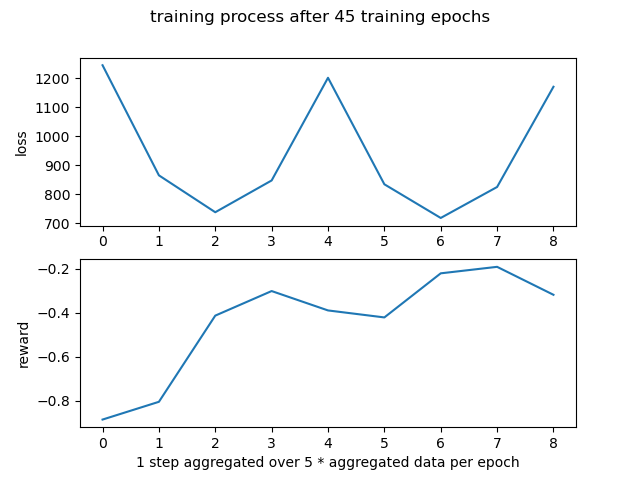 training process after 45 training epochs
1200
1100
1000
900
800
700
loss
0 1 2 3 4 5 6 7 8
−0.2
−0.4
−0.6
−0.8
reward
0 1 2 3 4 5 6 7 8
1 step aggregated over 5 * aggregated data per epoch